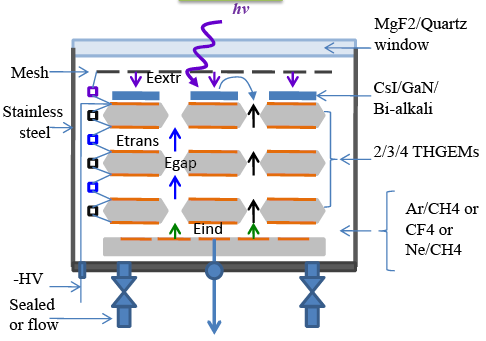 hν
MgF2/Quartz
window
Mesh
Eextr
CsI/GaN/
Bi-alkali
Stainless
steel
Etrans
Egap
2/3/4 THGEMs
Ar/CH4 or
CF4 or
Ne/CH4
Eind
-HV
Sealed
or flow